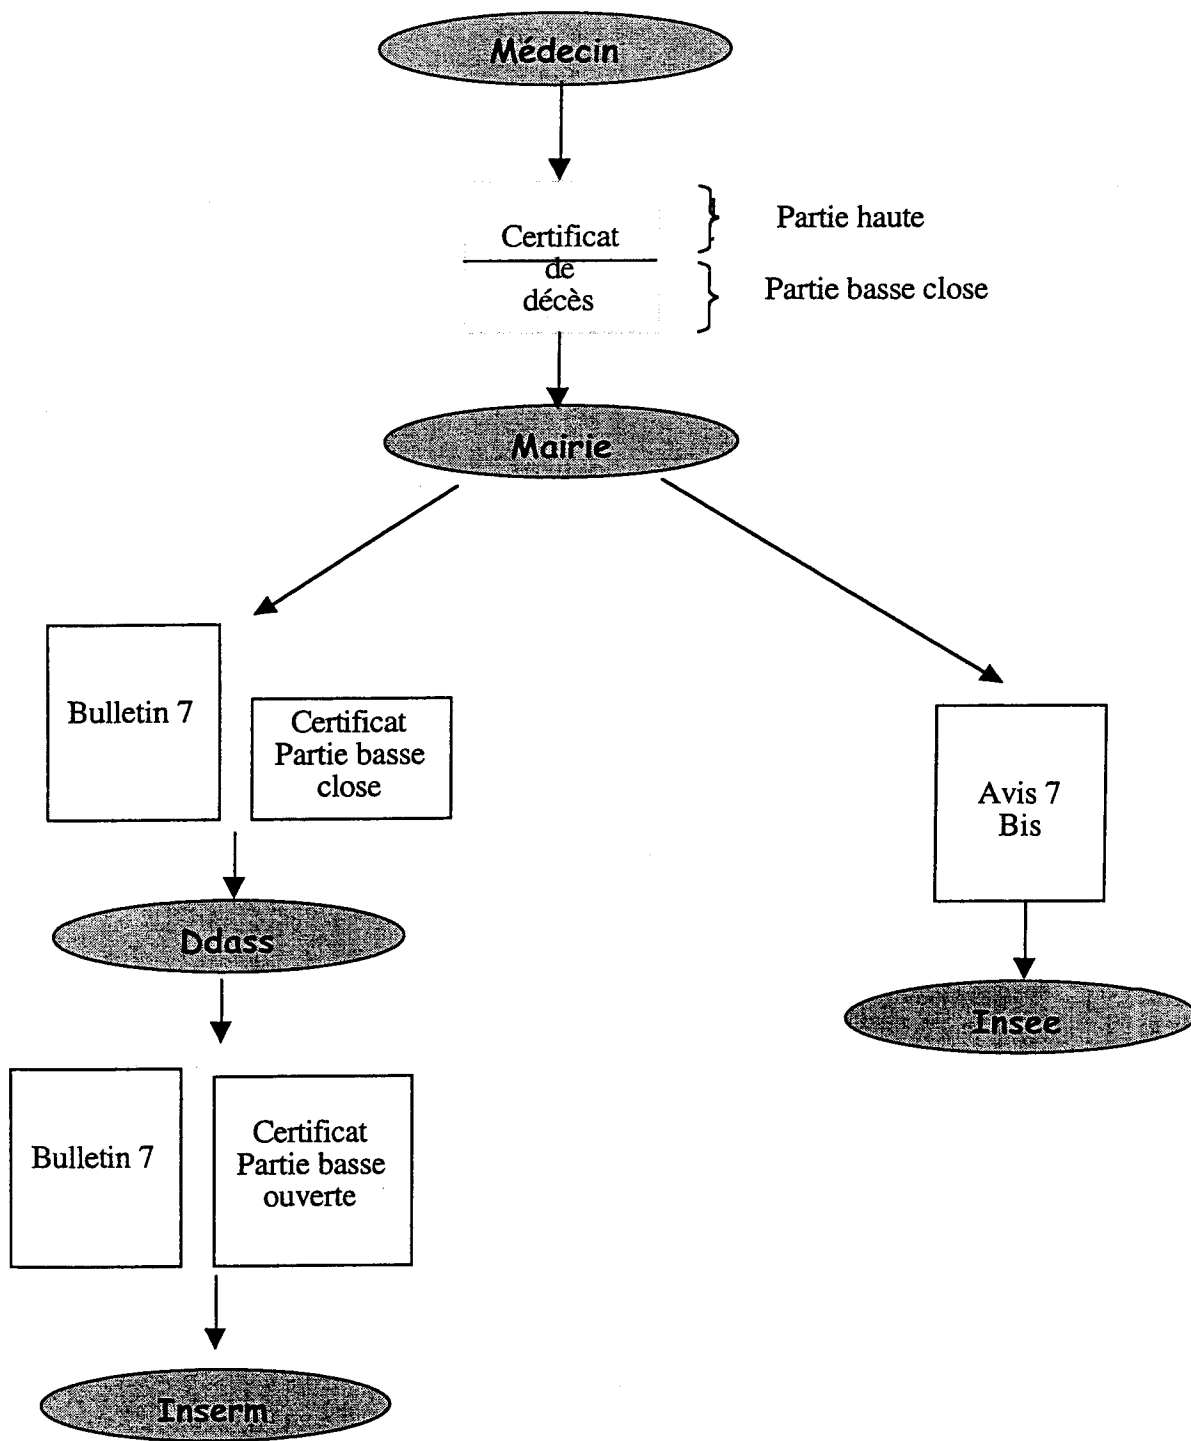 Médecin
Certificat
de
décès
Partie haute
Partie basse close
Mairie
Bulletin 7
Certificat
Partie basse
close
Avis 7
Bis
Ddass
Insee
Bulletin 7
Certificat
Partie basse
ouverte
Inserm